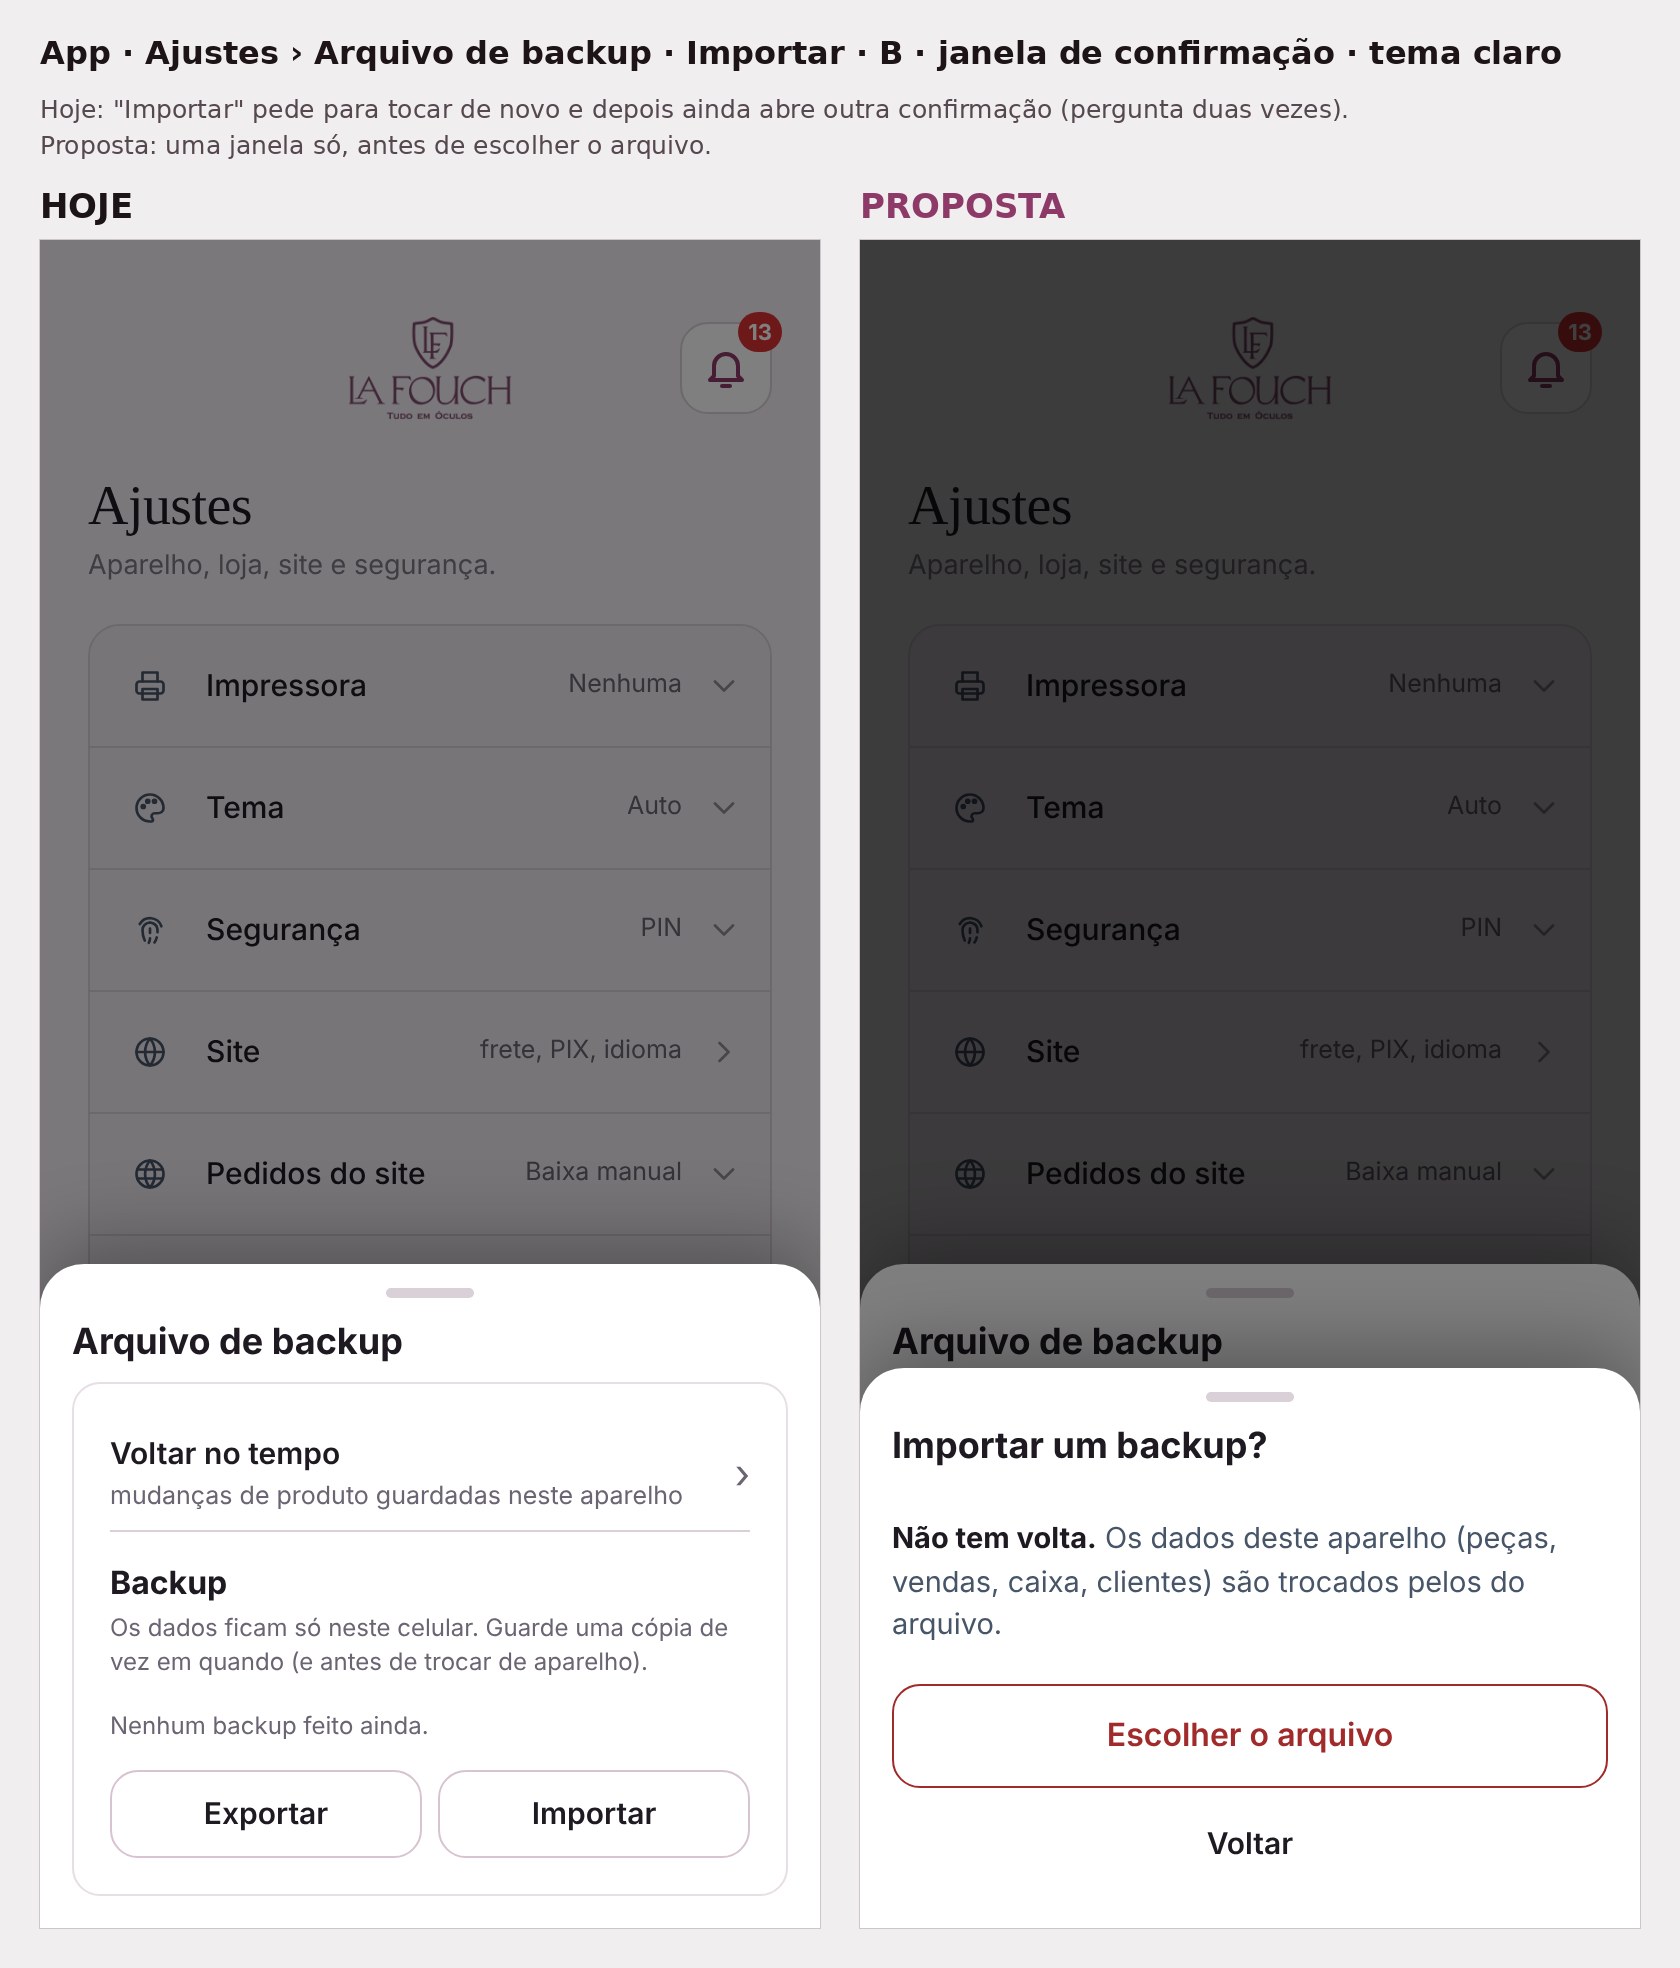 App · Ajustes › Arquivo de backup · Importar · B · janela de confirmação · tema claro
Hoje: "Importar" pede para tocar de novo e depois ainda abre outra confirmação (pergunta duas vezes).
Proposta: uma janela só, antes de escolher o arquivo.
HOJE
13
LF
LA FOUCH
TUDO EM ÓCULOS
Ajustes
Aparelho, loja, site e segurança.
Impressora Nenhuma
Tema Auto
Segurança PIN
Site frete, PIX, idioma
Pedidos do site Baixa manual
Arquivo de backup
Voltar no tempo
mudanças de produto guardadas neste aparelho
Backup
Os dados ficam só neste celular. Guarde uma cópia de
vez em quando (e antes de trocar de aparelho).
Nenhum backup feito ainda.
Exportar Importar
PROPOSTA
13
LF
LA FOUCH
TUDO EM ÓCULOS
Ajustes
Aparelho, loja, site e segurança.
Impressora Nenhuma
Tema Auto
Segurança PIN
Site frete, PIX, idioma
Pedidos do site Baixa manual
Arquivo de backup
Importar um backup?
Não tem volta. Os dados deste aparelho (peças,
vendas, caixa, clientes) são trocados pelos do
arquivo.
Escolher o arquivo
Voltar